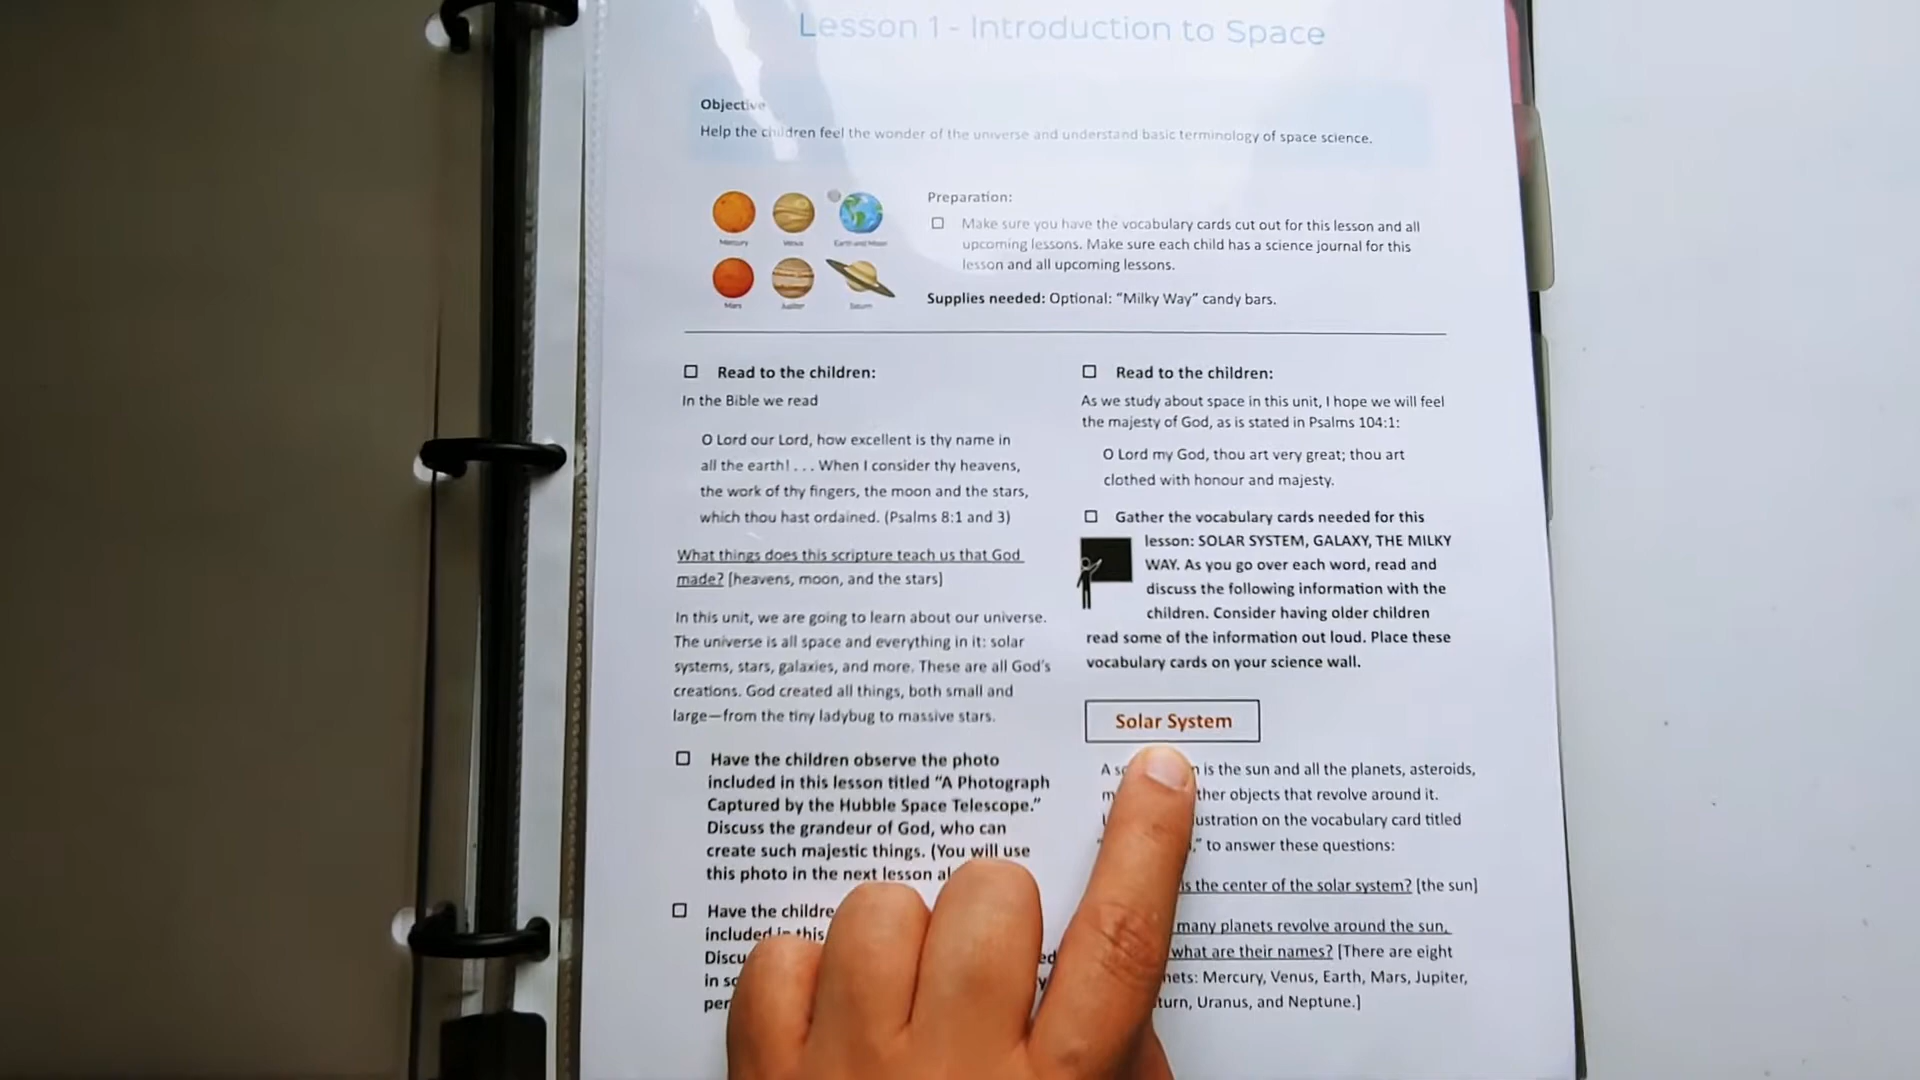 Lesson 1 - Introduction to Space
Objective
Help the children feel the wonder of the universe and understand basic terminology of space science.
Mercury
Venus
Earth and Moon
Mars
Jupiter
Saturn
Preparation:
Make sure you have the vocabulary cards cut out for this lesson and all
upcoming lessons. Make sure each child has a science journal for this
lesson and all upcoming lessons.
Supplies needed: Optional: “Milky Way” candy bars.
Read to the children:
In the Bible we read
O Lord our Lord, how excellent is thy name in
all the earth! . . . When I consider thy heavens,
the work of thy fingers, the moon and the stars,
which thou hast ordained. (Psalms 8:1 and 3)
What things does this scripture teach us that God
made? [heavens, moon, and the stars]
In this unit, we are going to learn about our universe.
The universe is all space and everything in it: solar
systems, stars, galaxies, and more. These are all God’s
creations. God created all things, both small and
large—from the tiny ladybug to massive stars.
Have the children observe the photo
included in this lesson titled “A Photograph
Captured by the Hubble Space Telescope.”
Discuss the grandeur of God, who can
create such majestic things. (You will use
this photo in the next lesson
Have the
included in this
Read to the children:
As we study about space in this unit, I hope we will feel
the majesty of God, as is stated in Psalms 104:1:
O Lord my God, thou art very great; thou art
clothed with honour and majesty.
Gather the vocabulary cards needed for this
lesson: SOLAR SYSTEM, GALAXY, THE MILKY
WAY. As you go over each word, read and
discuss the following information with the
children. Consider having older children
read some of the information out loud. Place these
vocabulary cards on your science wall.
Solar System
A is the sun and all the planets, asteroids,
other objects that revolve around it.
on the vocabulary card titled
to answer these questions:
is the center of the solar system? [the sun]
many planets revolve around the sun,
what are their names? [There are eight
Mercury, Venus, Earth, Mars, Jupiter,
Uranus, and Neptune.]